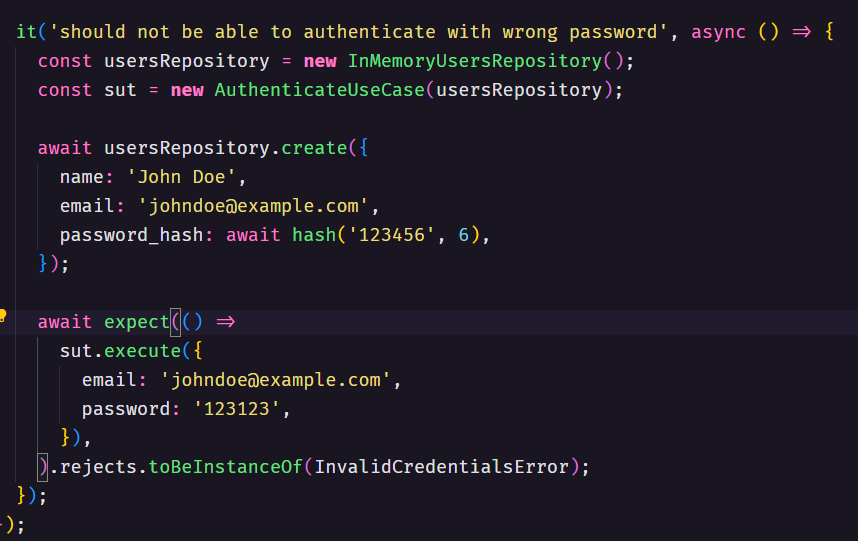 it('should not be able to authenticate with wrong password', async () => {
const usersRepository = new InMemoryUsersRepository();
const sut = new AuthenticateUseCase(usersRepository);
await usersRepository.create({
name: 'John Doe',
email: 'johndoe@example.com',
password_hash: await hash('123456', 6),
});
await expect(() =>
sut.execute({
email: 'johndoe@example.com',
password: '123123',
}),
).rejects.toBeInstanceOf(InvalidCredentialsError);
});
});